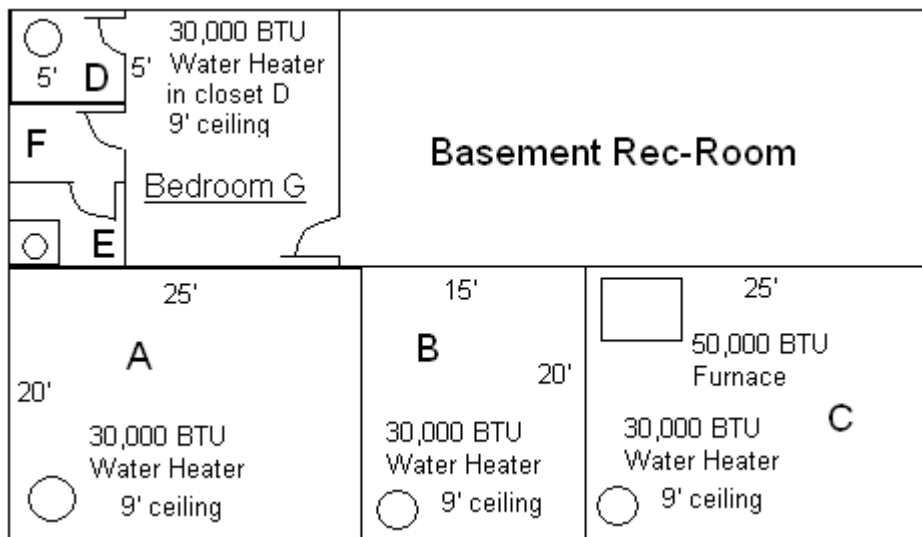 30,000 BTU
Water Heater
in closet D
9' ceiling
5'
D
5'
F
Bedroom G
E
Basement Rec-Room
25'
A
20'
30,000 BTU
Water Heater
9' ceiling
15'
B
20'
30,000 BTU
Water Heater
9' ceiling
25'
50,000 BTU
Furnace
C
30,000 BTU
Water Heater
9' ceiling